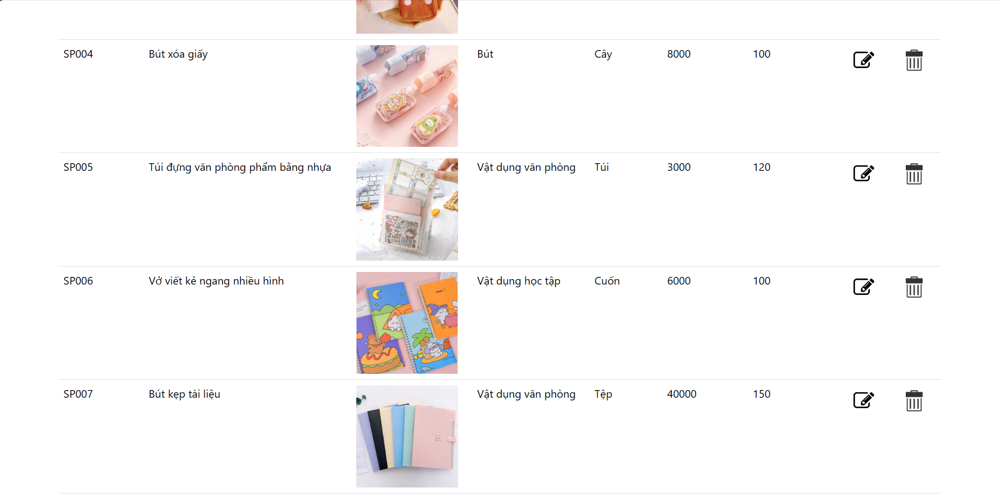 SP004 Bút xóa giấy Bút Cây 8000 100
SP005 Túi đựng văn phòng phẩm bằng nhựa Vật dụng văn phòng Túi 3000 120
SP006 Vở viết kẻ ngang nhiều hình Vật dụng học tập Cuốn 6000 100
SP007 Bút kẹp tài liệu Vật dụng văn phòng Tệp 40000 150